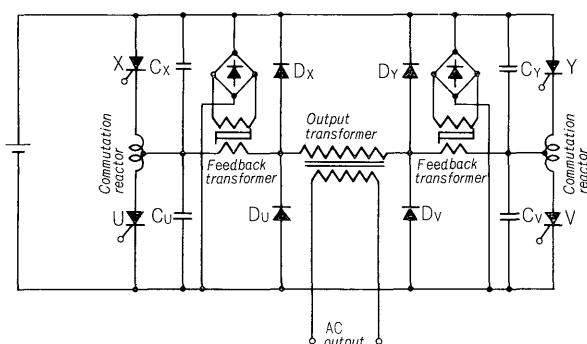 X
CX
DX
DY
CY
Y
Output
transformer
Commutation
reactor
Feedback
transformer
Feedback
transformer
Commutation
reactor
U
CU
DU
DV
CV
V
AC
output